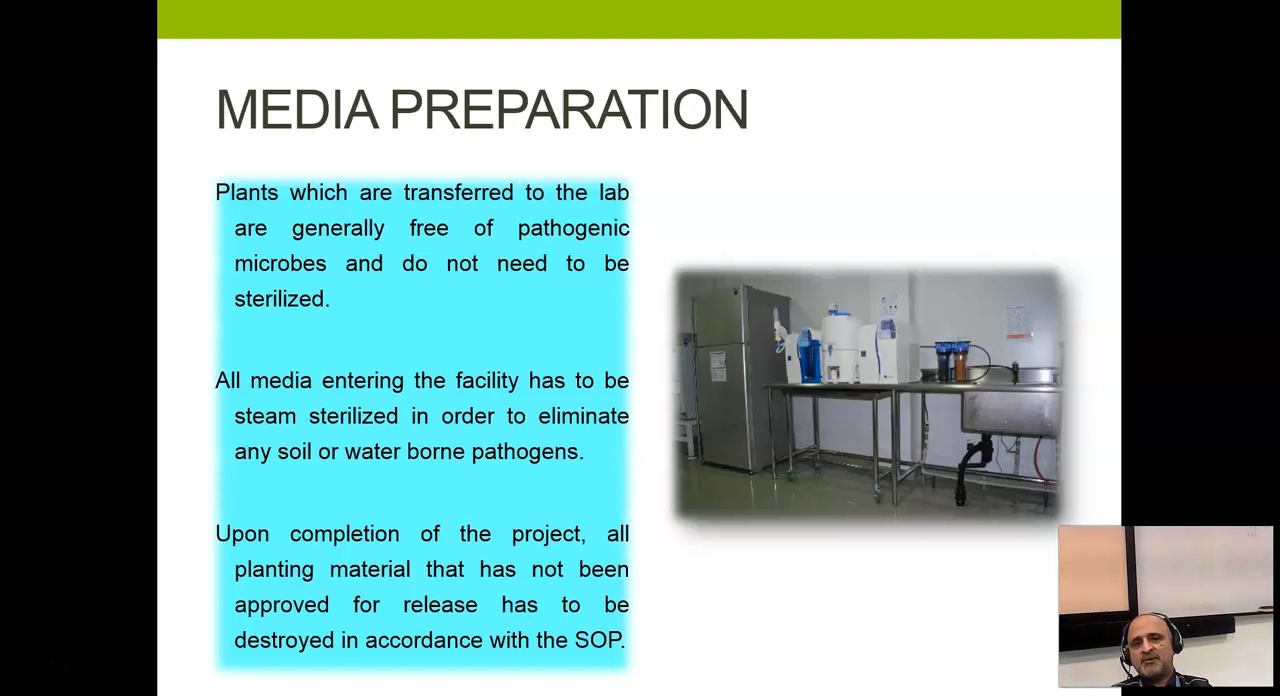 MEDIA PREPARATION
Plants which are transferred to the lab
are generally free of pathogenic
microbes and do not need to be
sterilized.
All media entering the facility has to be
steam sterilized in order to eliminate
any soil or water borne pathogens.
Upon completion of the project, all
planting material that has not been
approved for release has to be
destroyed in accordance with the SOP.